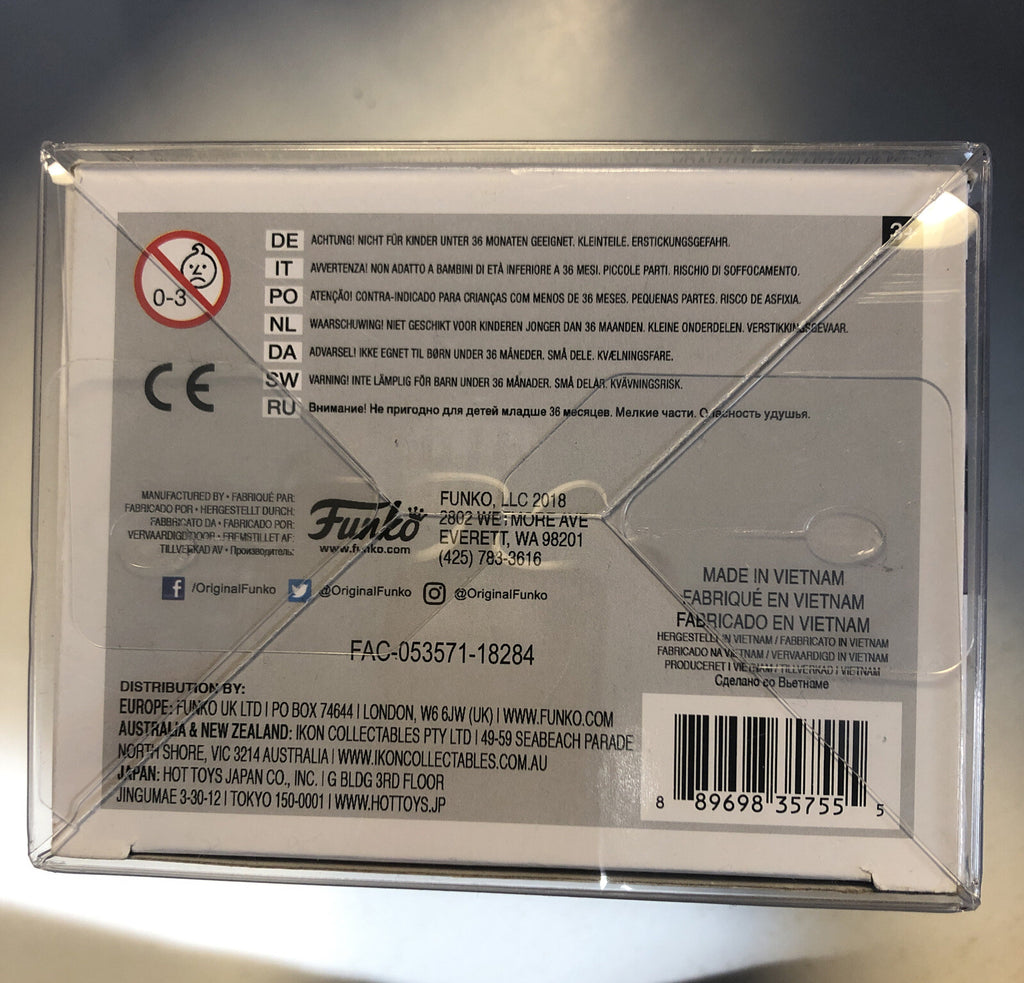 3
0-3
DE ACHTUNG! NICHT FÜR KINDER UNTER 36 MONATEN GEEIGNET. KLEINTEILE. ERSTICKUNGSGEFAHR.
IT AVVERTENZA! NON ADATTO A BAMBINI DI ETÀ INFERIORE A 36 MESI. PICCOLE PARTI. RISCHIO DI SOFFOCAMENTO.
PO ATENÇÃO! CONTRA-INDICADO PARA CRIANÇAS COM MENOS DE 36 MESES. PEQUENAS PARTES. RISCO DE ASFIXIA.
NL WAARSCHUWING! NIET GESCHIKT VOOR KINDEREN JONGER DAN 36 MAANDEN. KLEINE ONDERDELEN. VERSTIKKINGSGEVAAR.
DA ADVARSEL! IKKE EGNET TIL BØRN UNDER 36 MÅNEDER. SMÅ DELE. KVÆLNINGSFARE.
SW VARNING! INTE LÄMPLIG FÖR BARN UNDER 36 MÅNADER. SMÅ DELAR. KVÄVNINGSRISK.
RU Внимание! Не пригодно для детей младше 36 месяцев. Мелкие части. Опасность удушья.
CE
MANUFACTURED BY • FABRIQUÉ PAR:
FABRICADO POR • HERGESTELLT DURCH:
FABBRICATO DA • FABRICADO POR:
VERVAARDIGD DOOR • FREMSTILLET AF:
TILLVERKAD AV • Производитель:
Funko
www.funko.com
FUNKO, LLC 2018
2802 WETMORE AVE
EVERETT, WA 98201
(425) 783-3616
/OriginalFunko @OriginalFunko @OriginalFunko
FAC-053571-18284
MADE IN VIETNAM
FABRIQUÉ EN VIETNAM
FABRICADO EN VIETNAM
HERGESTELLT IN VIETNAM / FABBRICATO IN VIETNAM
FABRICADO NA VIETNAM / VERVAARDIGD IN VIETNAM
PRODUCERET I VIETNAM / TILLVERKAD I VIETNAM
Сделано во Вьетнаме
DISTRIBUTION BY:
EUROPE: FUNKO UK LTD | PO BOX 74644 | LONDON, W6 6JW (UK) | WWW.FUNKO.COM
AUSTRALIA & NEW ZEALAND: IKON COLLECTABLES PTY LTD | 49-59 SEABEACH PARADE
NORTH SHORE, VIC 3214 AUSTRALIA | WWW.IKONCOLLECTABLES.COM.AU
JAPAN: HOT TOYS JAPAN CO., INC. | G BLDG 3RD FLOOR
JINGUMAE 3-30-12 | TOKYO 150-0001 | WWW.HOTTOYS.JP
8 89698 35755 5